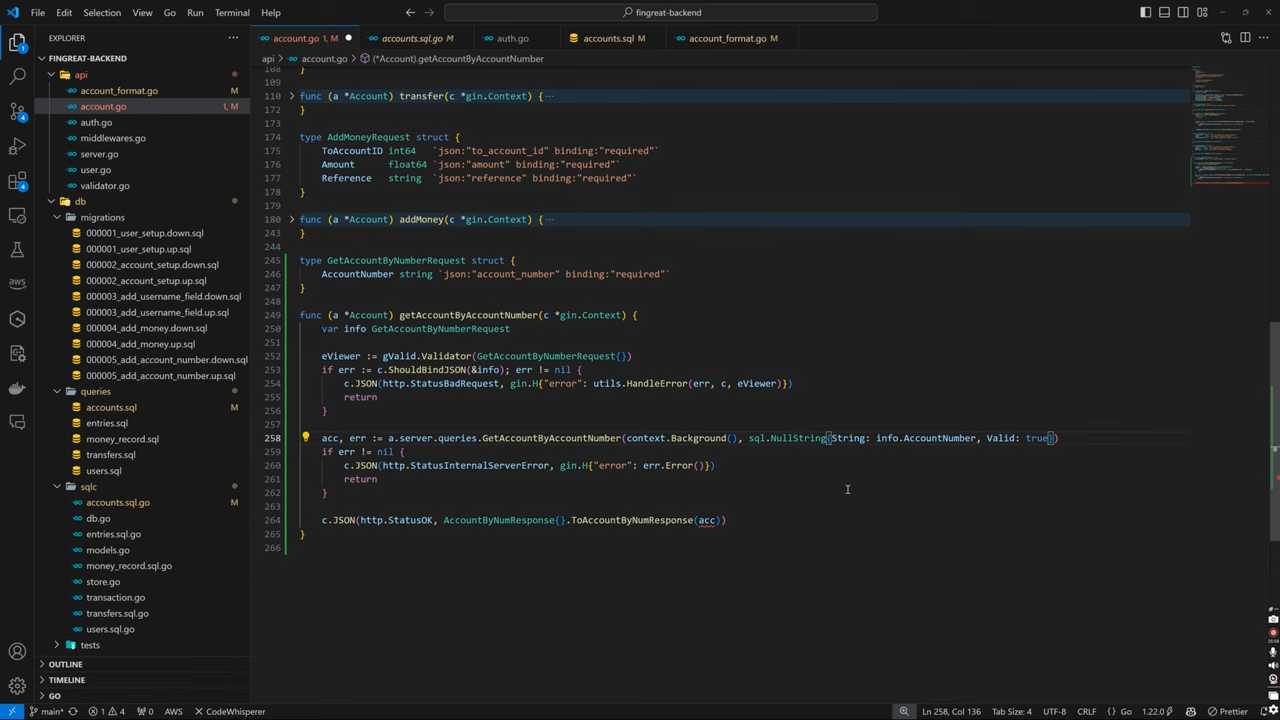 File Edit Selection View Go Run Terminal Help
fingreat-backend
EXPLORER
account.go 1, M
accounts.sql.go M
auth.go
accounts.sql M
account_format.go M
FINGREAT-BACKEND
api > account.go > (*Account).getAccountByAccountNumber
api
account_format.go
account.go 1, M
auth.go
middlewares.go
server.go
user.go
validator.go
db
migrations
000001_user_setup.down.sql
000001_user_setup.up.sql
000002_account_setup.down.sql
000002_account_setup.up.sql
000003_add_username_field.down.sql
000003_add_username_field.up.sql
000004_add_money.down.sql
000004_add_money.up.sql
000005_add_account_number.down.sql
000005_add_account_number.up.sql
queries
accounts.sql M
entries.sql
money_record.sql
transfers.sql
users.sql
sqlc
accounts.sql.go M
db.go
entries.sql.go
models.go
money_record.sql.go
store.go
transaction.go
transfers.sql.go
users.sql.go
tests
OUTLINE
TIMELINE
GO
108 }
109
110 func (a *Account) transfer(c *gin.Context) { ...
172 }
173
174 type AddMoneyRequest struct {
175 ToAccountID int64 `json:"to_account_id" binding:"required"`
176 Amount float64 `json:"amount" binding:"required"`
177 Reference string `json:"reference" binding:"required"`
178 }
179
180 func (a *Account) addMoney(c *gin.Context) { ...
243 }
244
245 type GetAccountByNumberRequest struct {
246 AccountNumber string `json:"account_number" binding:"required"`
247 }
248
249 func (a *Account) getAccountByAccountNumber(c *gin.Context) {
250 var info GetAccountByNumberRequest
251
252 eViewer := gValid.Validator(GetAccountByNumberRequest{})
253 if err := c.ShouldBindJSON(&info); err != nil {
254 c.JSON(http.StatusBadRequest, gin.H{"error": utils.HandleError(err, c, eViewer)})
255 return
256 }
257
258 acc, err := a.server.queries.GetAccountByAccountNumber(context.Background(), sql.NullString{String: info.AccountNumber, Valid: true})
259 if err != nil {
260 c.JSON(http.StatusInternalServerError, gin.H{"error": err.Error()})
261 return
262 }
263
264 c.JSON(http.StatusOK, AccountByNumResponse{}.ToAccountByNumResponse(acc))
265 }
266
main* 1 4 0 AWS CodeWhisperer
Ln 258, Col 136 Tab Size: 4 UTF-8 CRLF Go 1.22.0 Prettier